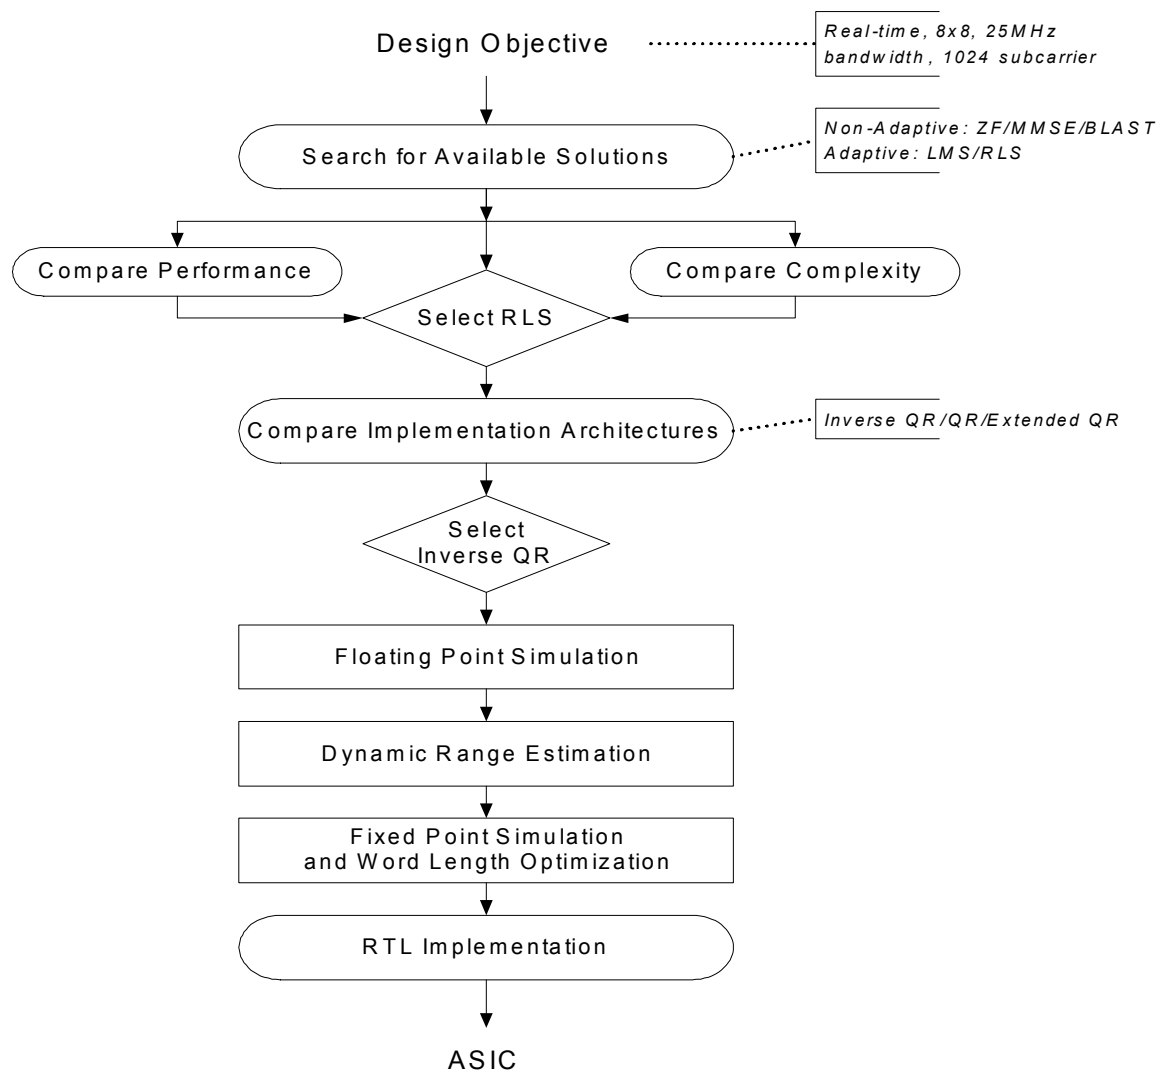 Design Objective
Real-time, 8x8, 25MHz
bandwidth, 1024 subcarrier
Search for Available Solutions
Non-Adaptive: ZF/MMSE/BLAST
Adaptive: LMS/RLS
Compare Performance
Compare Complexity
Select RLS
Compare Implementation Architectures
Inverse QR/QR/Extended QR
Select
Inverse QR
Floating Point Simulation
Dynamic Range Estimation
Fixed Point Simulation
and Word Length Optimization
RTL Implementation
ASIC